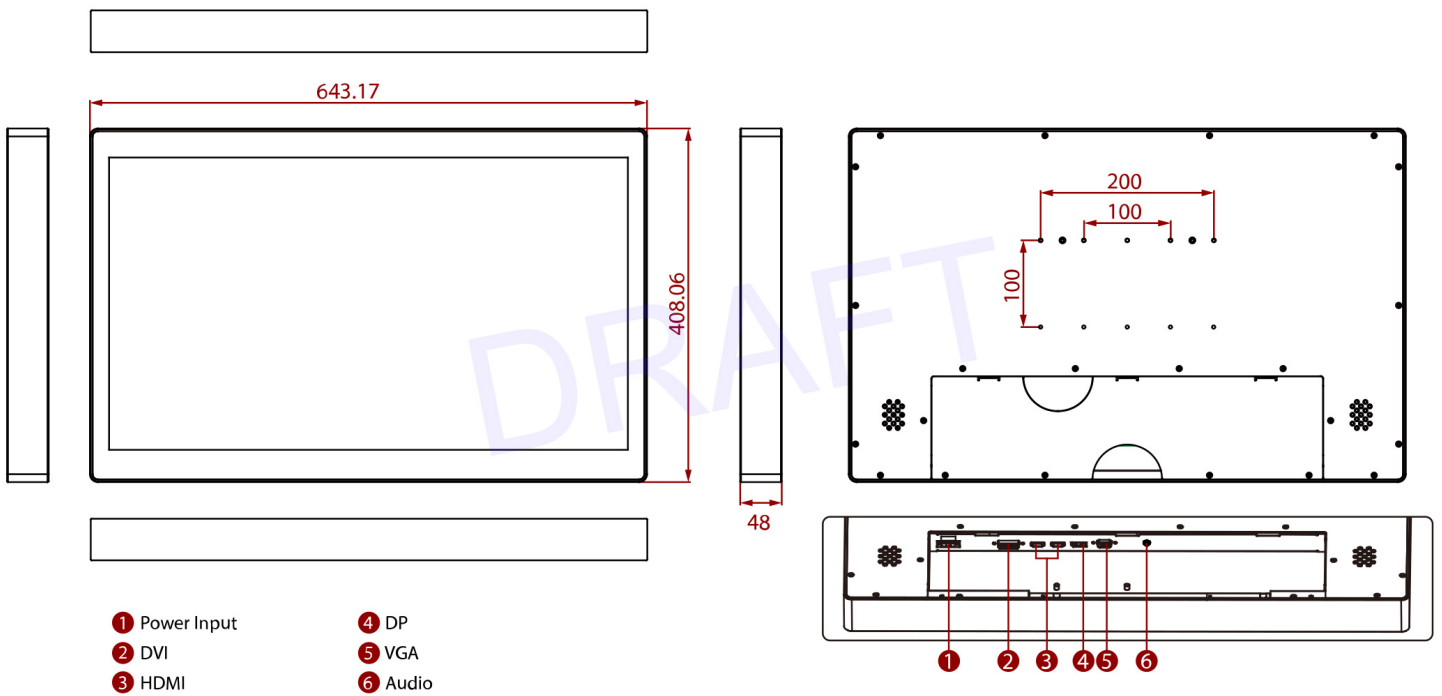 643.17
408.06
48
200
100
100
DRAFT
1 2 3 4 5 6
1 Power Input
2 DVI
3 HDMI
4 DP
5 VGA
6 Audio